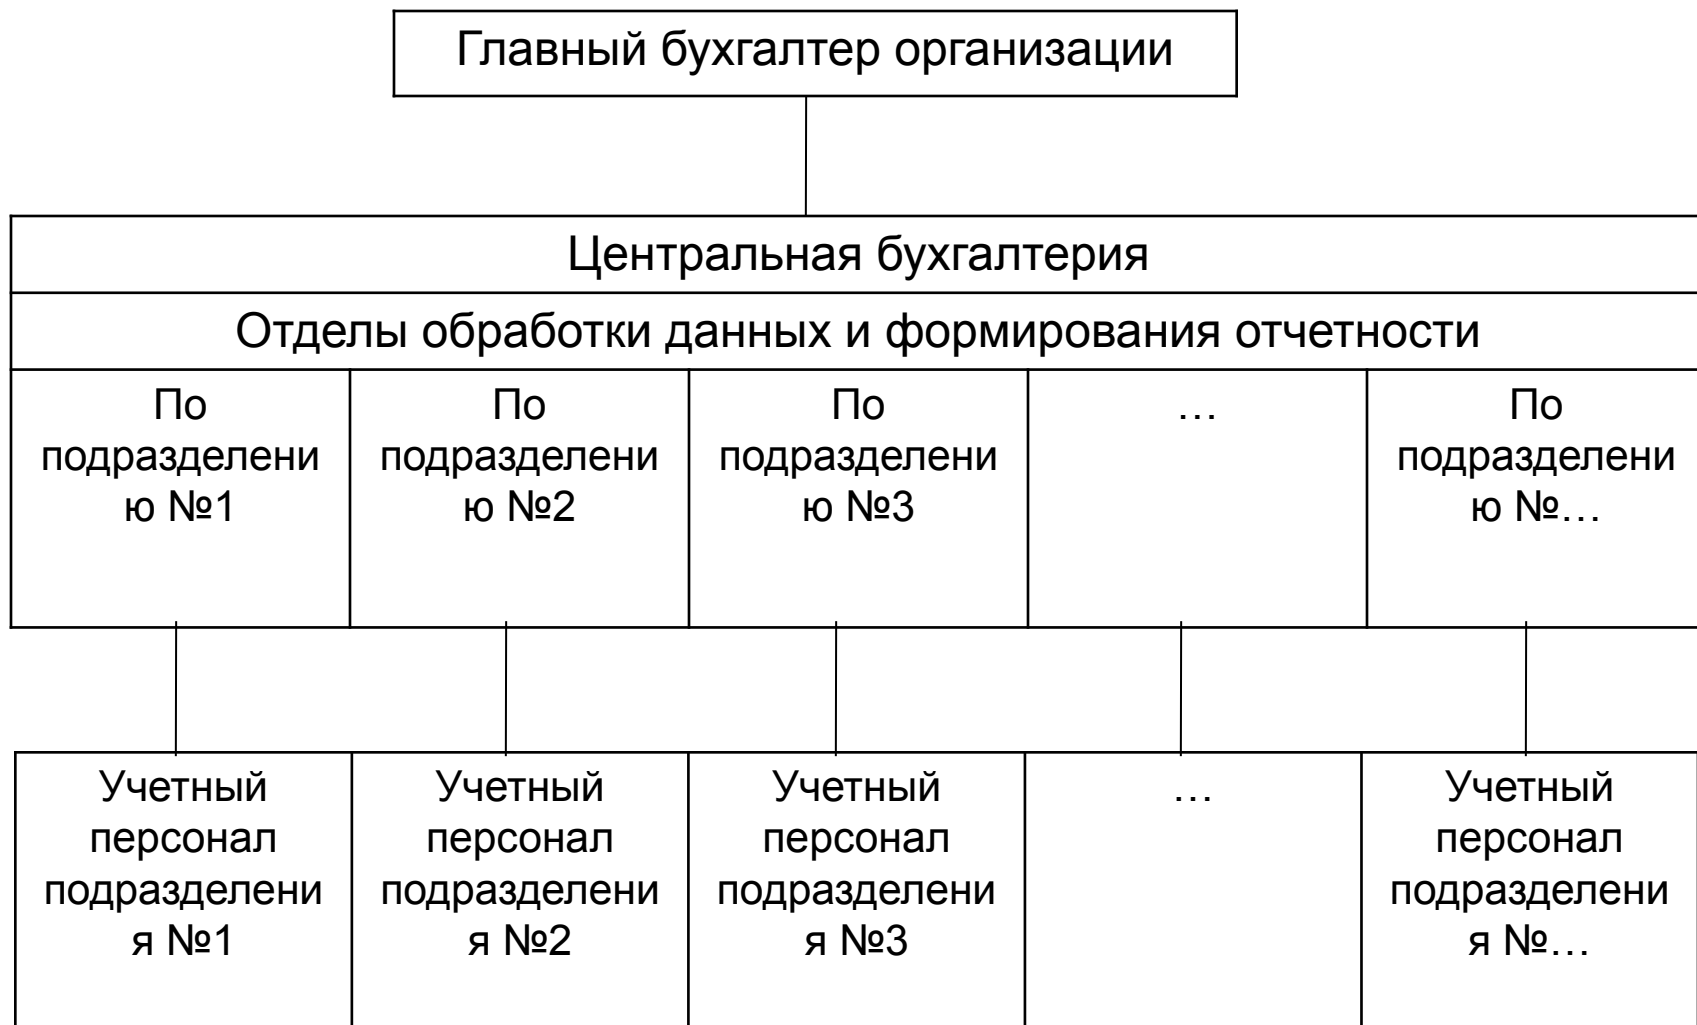 Главный бухгалтер организации
Центральная бухгалтерия
Отделы обработки данных и формирования отчетности
По
подразделени
ю №1
По
подразделени
ю №2
По
подразделени
ю №3
…
По
подразделени
ю №…
Учетный
персонал
подразделени
я №1
Учетный
персонал
подразделени
я №2
Учетный
персонал
подразделени
я №3
…
Учетный
персонал
подразделени
я №…